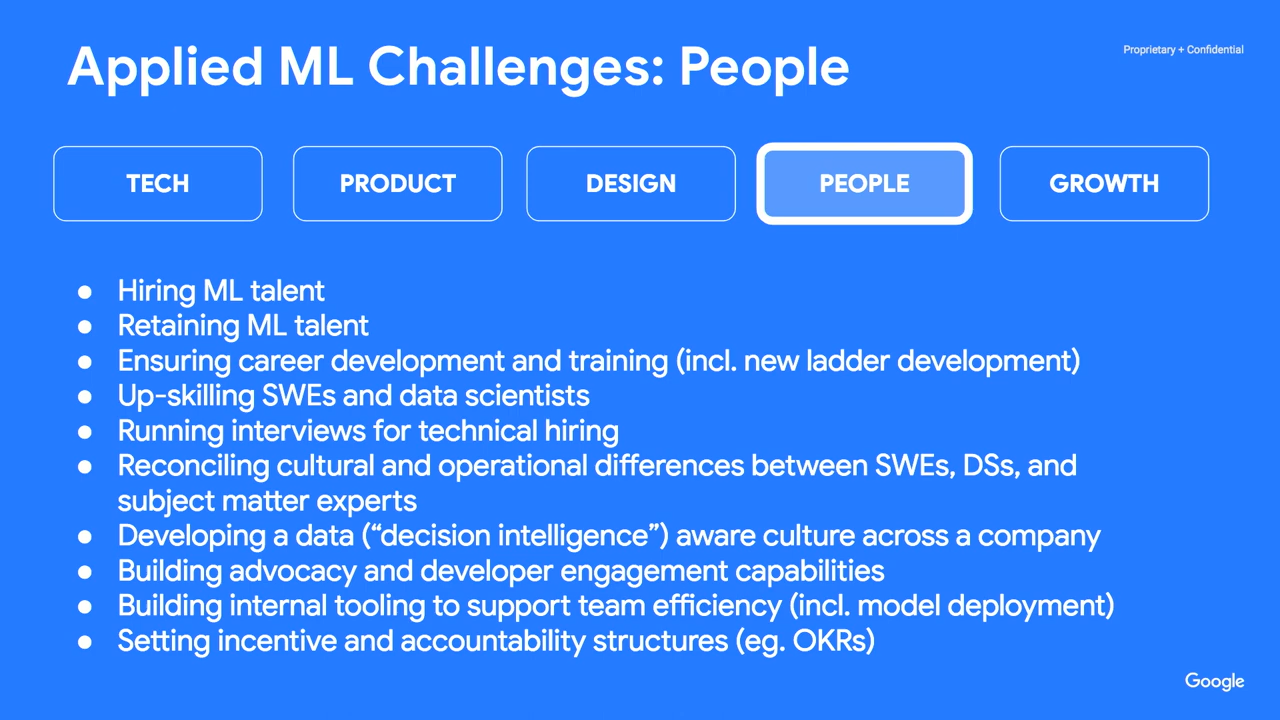 Applied ML Challenges: People
Proprietary + Confidential
TECH
PRODUCT
DESIGN
PEOPLE
GROWTH
● Hiring ML talent
● Retaining ML talent
● Ensuring career development and training (incl. new ladder development)
● Up-skilling SWEs and data scientists
● Running interviews for technical hiring
● Reconciling cultural and operational differences between SWEs, DSs, and
subject matter experts
● Developing a data (“decision intelligence”) aware culture across a company
● Building advocacy and developer engagement capabilities
● Building internal tooling to support team efficiency (incl. model deployment)
● Setting incentive and accountability structures (eg. OKRs)
Google